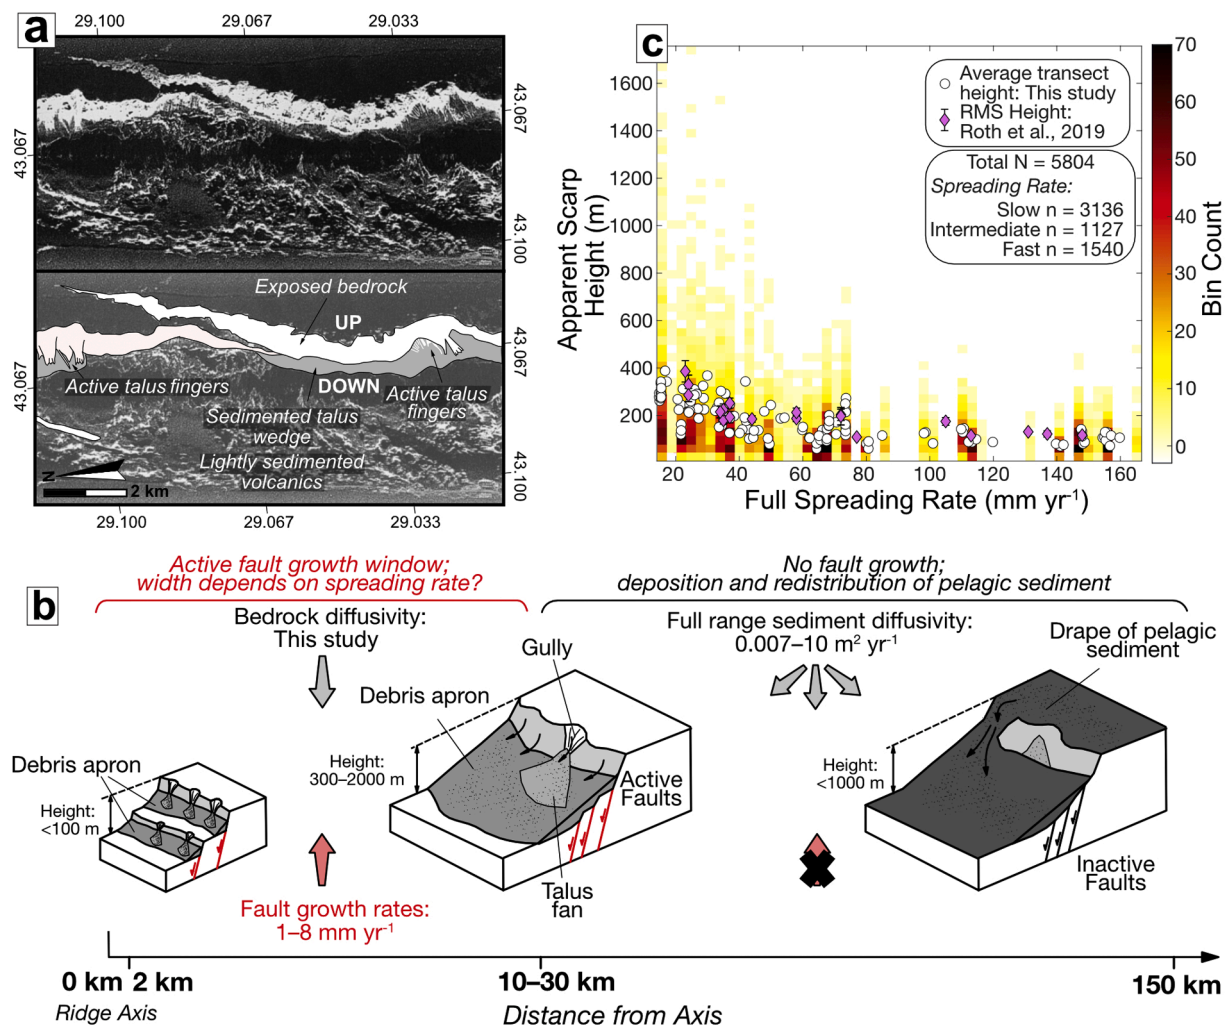 a
29.100
29.067
29.033
43.067
43.067
43.100
Exposed bedrock
UP
43.067
43.067
Active talus fingers
DOWN
Active talus
fingers
Sedimented talus
wedge
Lightly sedimented
volcanics
43.100
N
2 km
29.100
29.067
29.033
c
Apparent Scarp
Height (m)
1600
1400
1200
1000
800
600
400
200
Average transect
height: This study
RMS Height:
Roth et al., 2019
Total N = 5804
Spreading Rate:
Slow n = 3136
Intermediate n = 1127
Fast n = 1540
20
40
60
80
100
120
140
160
Full Spreading Rate (mm yr-1)
70
60
50
40
30
20
10
0
Bin Count
b
Active fault growth window;
width depends on spreading rate?
No fault growth;
deposition and redistribution of pelagic sediment
Bedrock diffusivity:
This study
Full range sediment diffusivity:
0.007–10 m2 yr-1
Gully
Drape of pelagic
sediment
Debris apron
Debris apron
Height:
<100 m
Height:
300–2000 m
Active
Faults
Height:
<1000 m
Inactive
Faults
Talus
fan
Fault growth rates:
1–8 mm yr-1
0 km
2 km
10–30 km
150 km
Ridge Axis
Distance from Axis